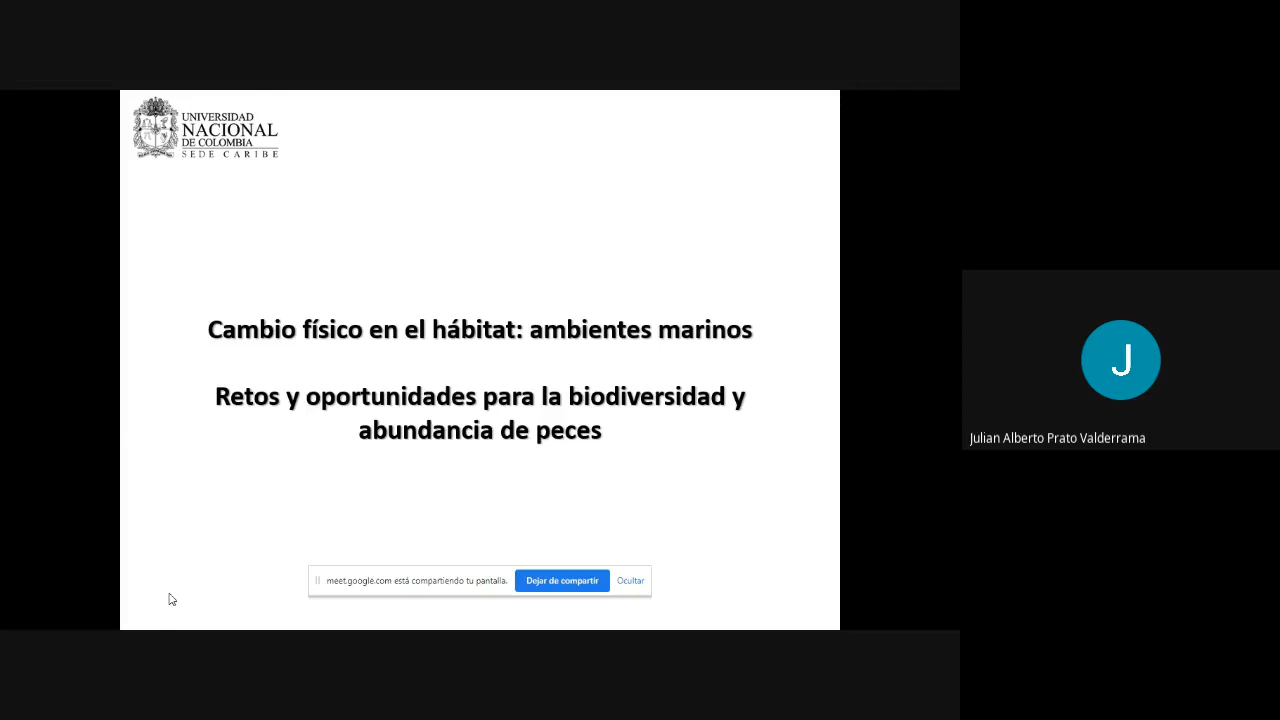 UNIVERSIDAD
NACIONAL
DE COLOMBIA
SEDE CARIBE
Cambio físico en el hábitat: ambientes marinos
Retos y oportunidades para la biodiversidad y
abundancia de peces
meet.google.com está compartiendo tu pantalla.
Dejar de compartir
Ocultar
J
Julian Alberto Prato Valderrama